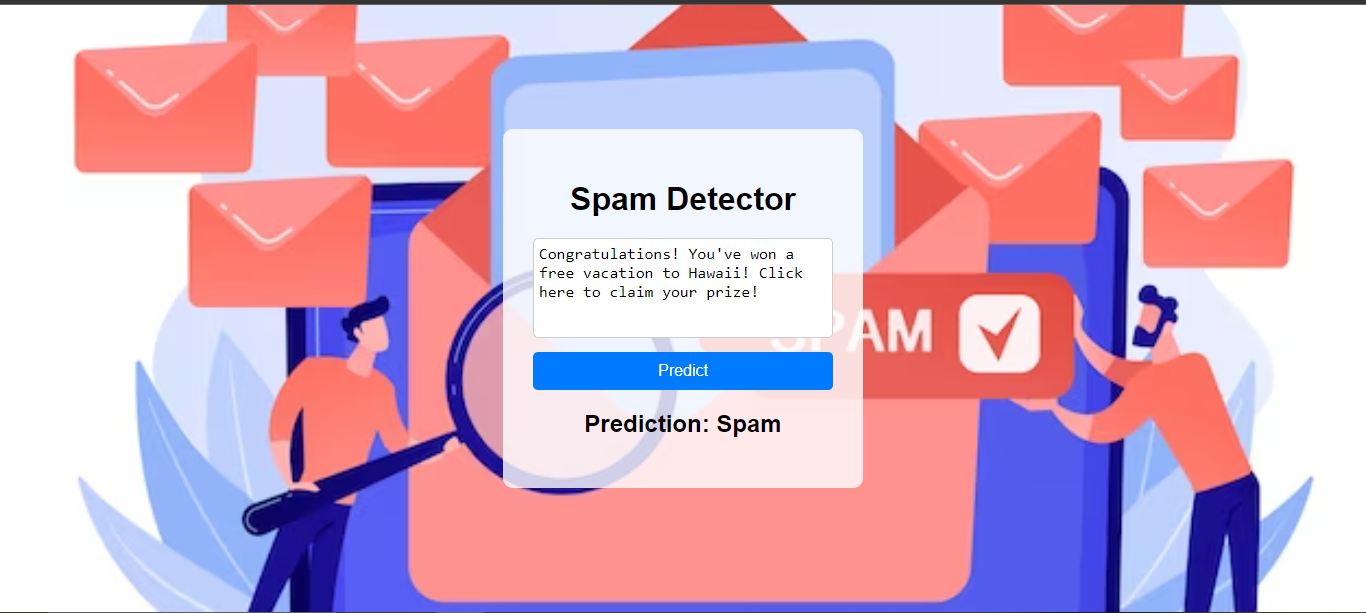 Spam Detector
Congratulations! You've won a
free vacation to Hawaii! Click
here to claim your prize!
SPAM
Predict
Prediction: Spam